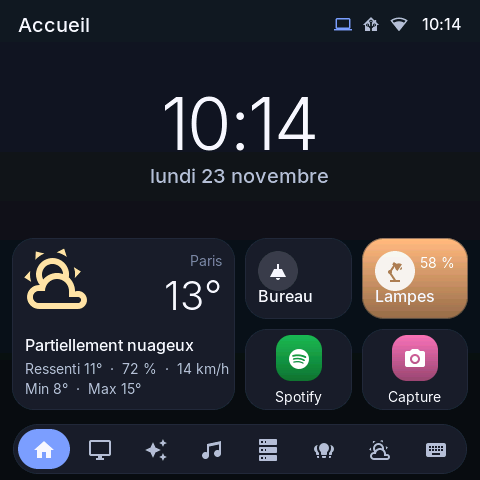 Accueil
10:14
10:14
lundi 23 novembre
Paris
13°
Partiellement nuageux
Ressenti 11° · 72 % · 14 km/h
Min 8° · Max 15°
Bureau
58 %
Lampes
Spotify
Capture